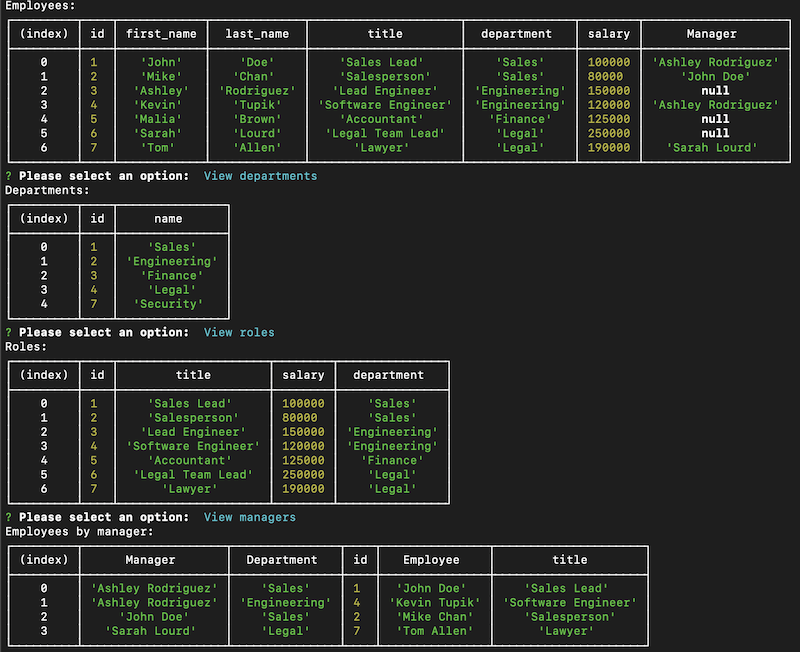 Employees:
(index) id first_name last_name title department salary Manager
0 1 'John' 'Doe' 'Sales Lead' 'Sales' 100000 'Ashley Rodriguez'
1 2 'Mike' 'Chan' 'Salesperson' 'Sales' 80000 'John Doe'
2 3 'Ashley' 'Rodriguez' 'Lead Engineer' 'Engineering' 150000 null
3 4 'Kevin' 'Tupik' 'Software Engineer' 'Engineering' 120000 'Ashley Rodriguez'
4 5 'Malia' 'Brown' 'Accountant' 'Finance' 125000 null
5 6 'Sarah' 'Lourd' 'Legal Team Lead' 'Legal' 250000 null
6 7 'Tom' 'Allen' 'Lawyer' 'Legal' 190000 'Sarah Lourd'
? Please select an option: View departments
Departments:
(index) id name
0 1 'Sales'
1 2 'Engineering'
2 3 'Finance'
3 4 'Legal'
4 7 'Security'
? Please select an option: View roles
Roles:
(index) id title salary department
0 1 'Sales Lead' 100000 'Sales'
1 2 'Salesperson' 80000 'Sales'
2 3 'Lead Engineer' 150000 'Engineering'
3 4 'Software Engineer' 120000 'Engineering'
4 5 'Accountant' 125000 'Finance'
5 6 'Legal Team Lead' 250000 'Legal'
6 7 'Lawyer' 190000 'Legal'
? Please select an option: View managers
Employees by manager:
(index) Manager Department id Employee title
0 'Ashley Rodriguez' 'Sales' 1 'John Doe' 'Sales Lead'
1 'Ashley Rodriguez' 'Engineering' 4 'Kevin Tupik' 'Software Engineer'
2 'John Doe' 'Sales' 2 'Mike Chan' 'Salesperson'
3 'Sarah Lourd' 'Legal' 7 'Tom Allen' 'Lawyer'